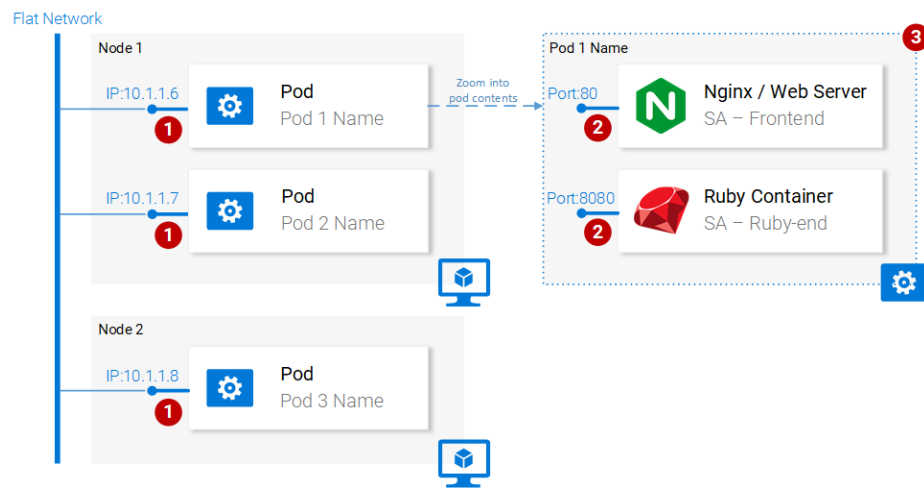 Flat Network
Node 1
IP:10.1.1.6
1
Pod
Pod 1 Name
Zoom into
pod contents
IP:10.1.1.7
1
Pod
Pod 2 Name
Node 2
IP:10.1.1.8
1
Pod
Pod 3 Name
Pod 1 Name
3
Port:80
2
N
Nginx / Web Server
SA – Frontend
Port:8080
2
Ruby Container
SA – Ruby-end